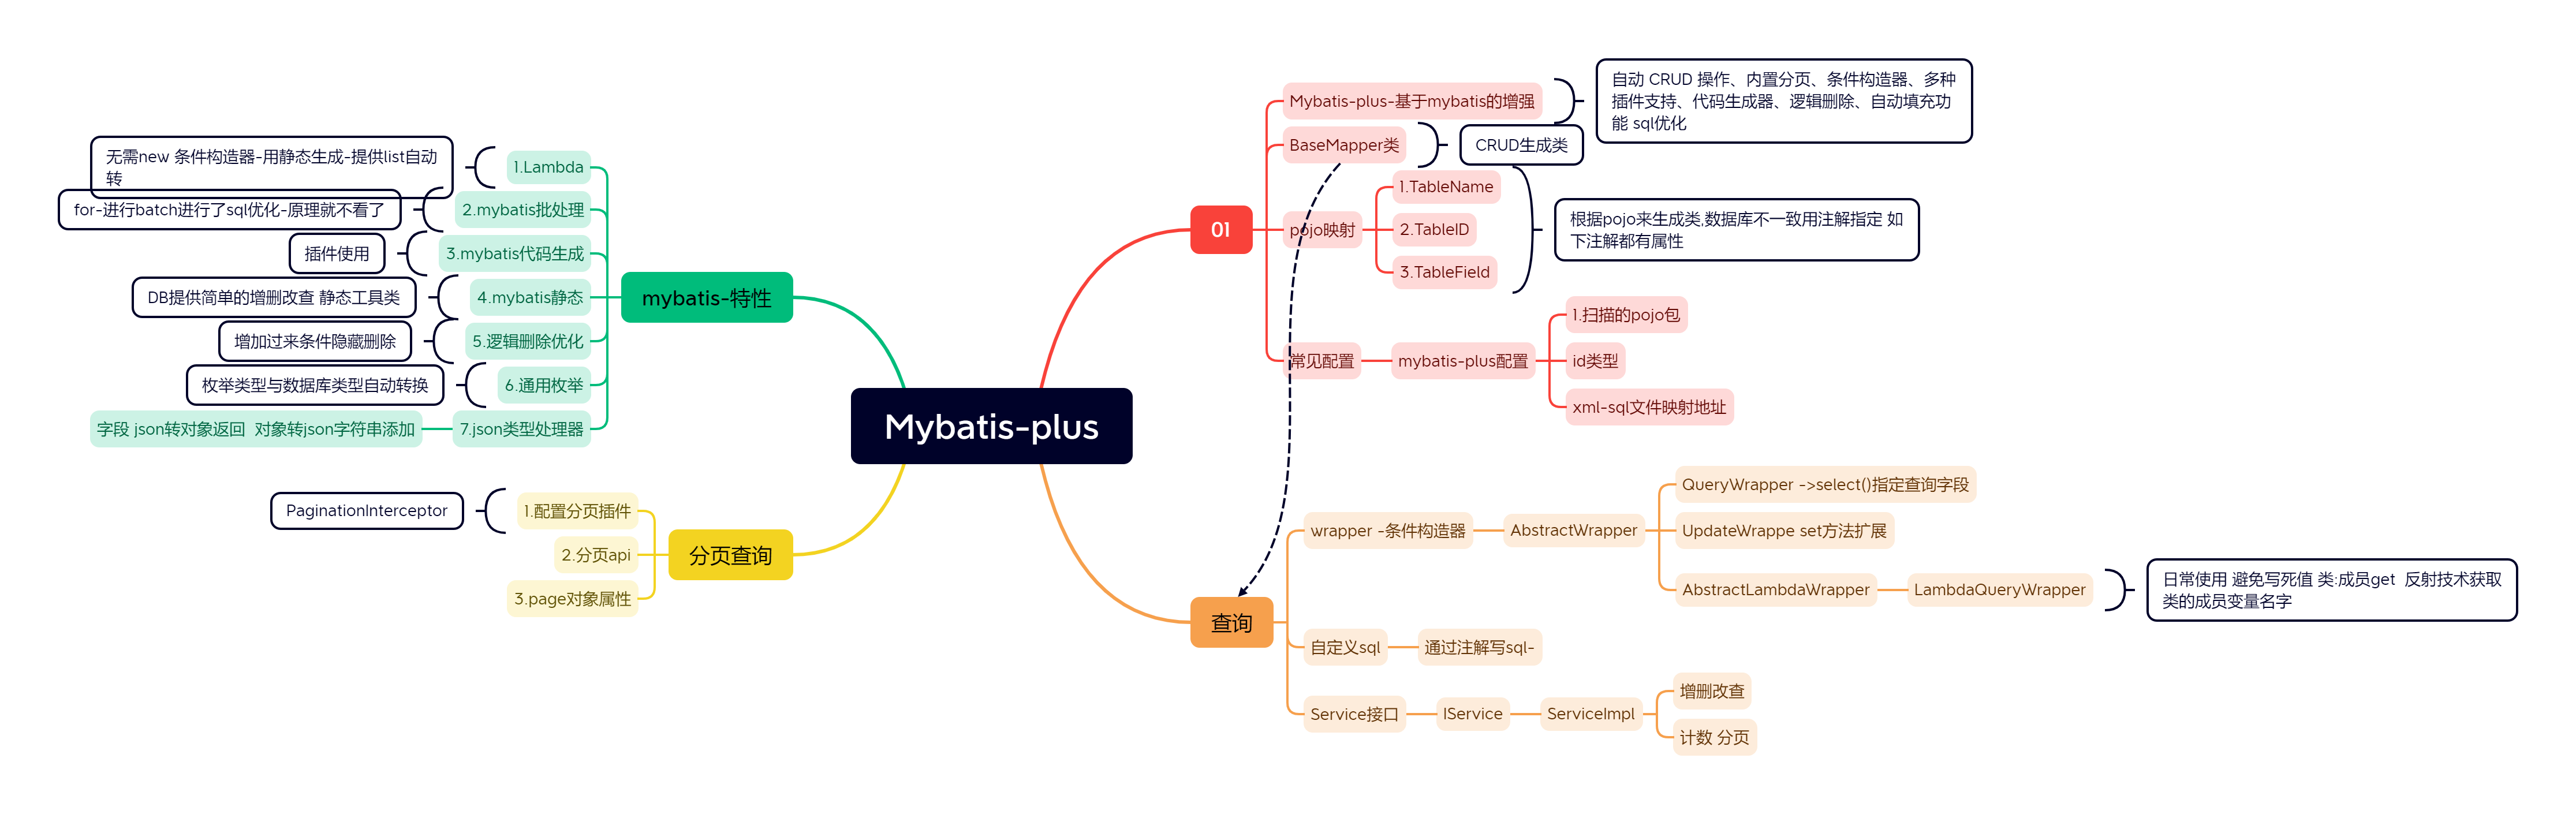 Mybatis-plus
01
Mybatis-plus-基于mybatis的增强
自动 CRUD 操作、内置分页、条件构造器、多种
插件支持、代码生成器、逻辑删除、自动填充功
能 sql优化
BaseMapper类
CRUD生成类
pojo映射
1.TableName
2.TableID
3.TableField
根据pojo来生成类,数据库不一致用注解指定 如
下注解都有属性
常见配置
mybatis-plus配置
1.扫描的pojo包
id类型
xml-sql文件映射地址
查询
wrapper -条件构造器
AbstractWrapper
QueryWrapper ->select()指定查询字段
UpdateWrappe set方法扩展
AbstractLambdaWrapper
LambdaQueryWrapper
日常使用 避免写死值 类:成员get  反射技术获取
类的成员变量名字
自定义sql
通过注解写sql-
Service接口
IService
ServiceImpl
增删改查
计数 分页
mybatis-特性
1.Lambda
无需new 条件构造器-用静态生成-提供list自动
转
2.mybatis批处理
for-进行batch进行了sql优化-原理就不看了
3.mybatis代码生成
插件使用
4.mybatis静态
DB提供简单的增删改查 静态工具类
5.逻辑删除优化
增加过来条件隐藏删除
6.通用枚举
枚举类型与数据库类型自动转换
7.json类型处理器
字段 json转对象返回  对象转json字符串添加
分页查询
1.配置分页插件
PaginationInterceptor
2.分页api
3.page对象属性